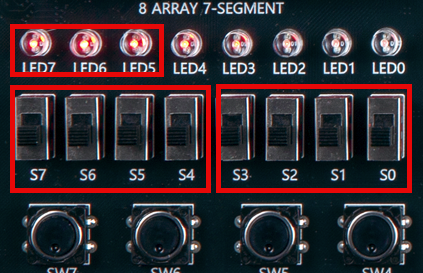 8 ARRAY 7-SEGMENT
LED7 LED6 LED5 LED4 LED3 LED2 LED1 LED0
S7 S6 S5 S4 S3 S2 S1 S0
SW7 SW6 SW5 SW4